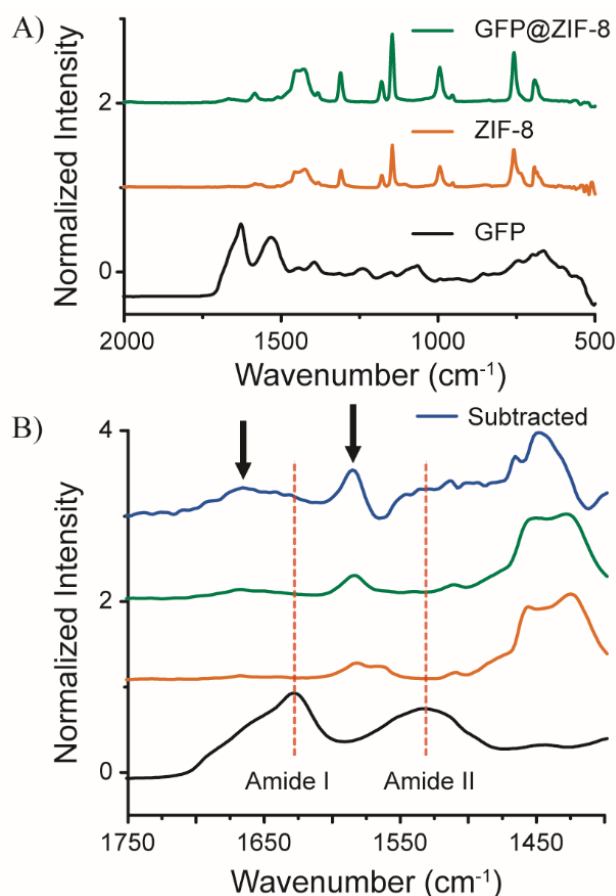 A)
GFP@ZIF-8
ZIF-8
GFP
Normalized Intensity
2
0
2000 1500 1000 500
Wavenumber (cm⁻¹)
B)
Subtracted
Normalized Intensity
4
2
0
Amide I Amide II
1750 1650 1550 1450
Wavenumber (cm⁻¹)